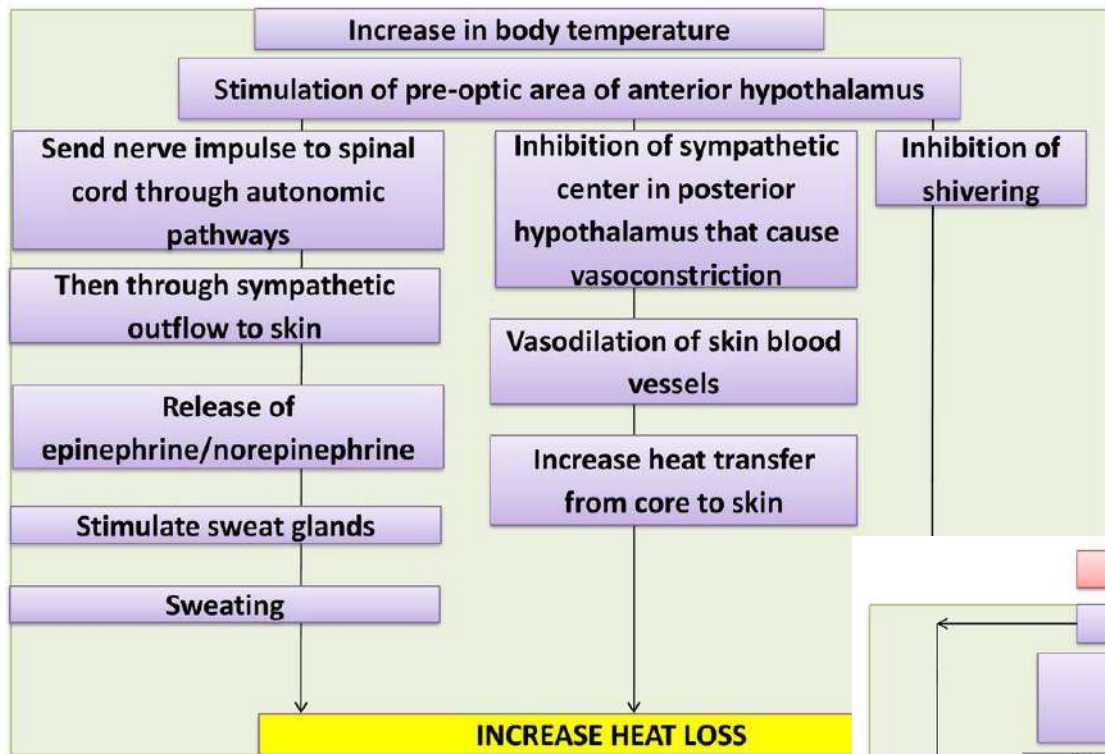 Increase in body temperature
Stimulation of pre-optic area of anterior hypothalamus
Send nerve impulse to spinal
cord through autonomic
pathways
Then through sympathetic
outflow to skin
Release of
epinephrine/norepinephrine
Stimulate sweat glands
Sweating
Inhibition of sympathetic
center in posterior
hypothalamus that cause
vasoconstriction
Vasodilation of skin blood
vessels
Increase heat transfer
from core to skin
Inhibition of
shivering
INCREASE HEAT LOSS